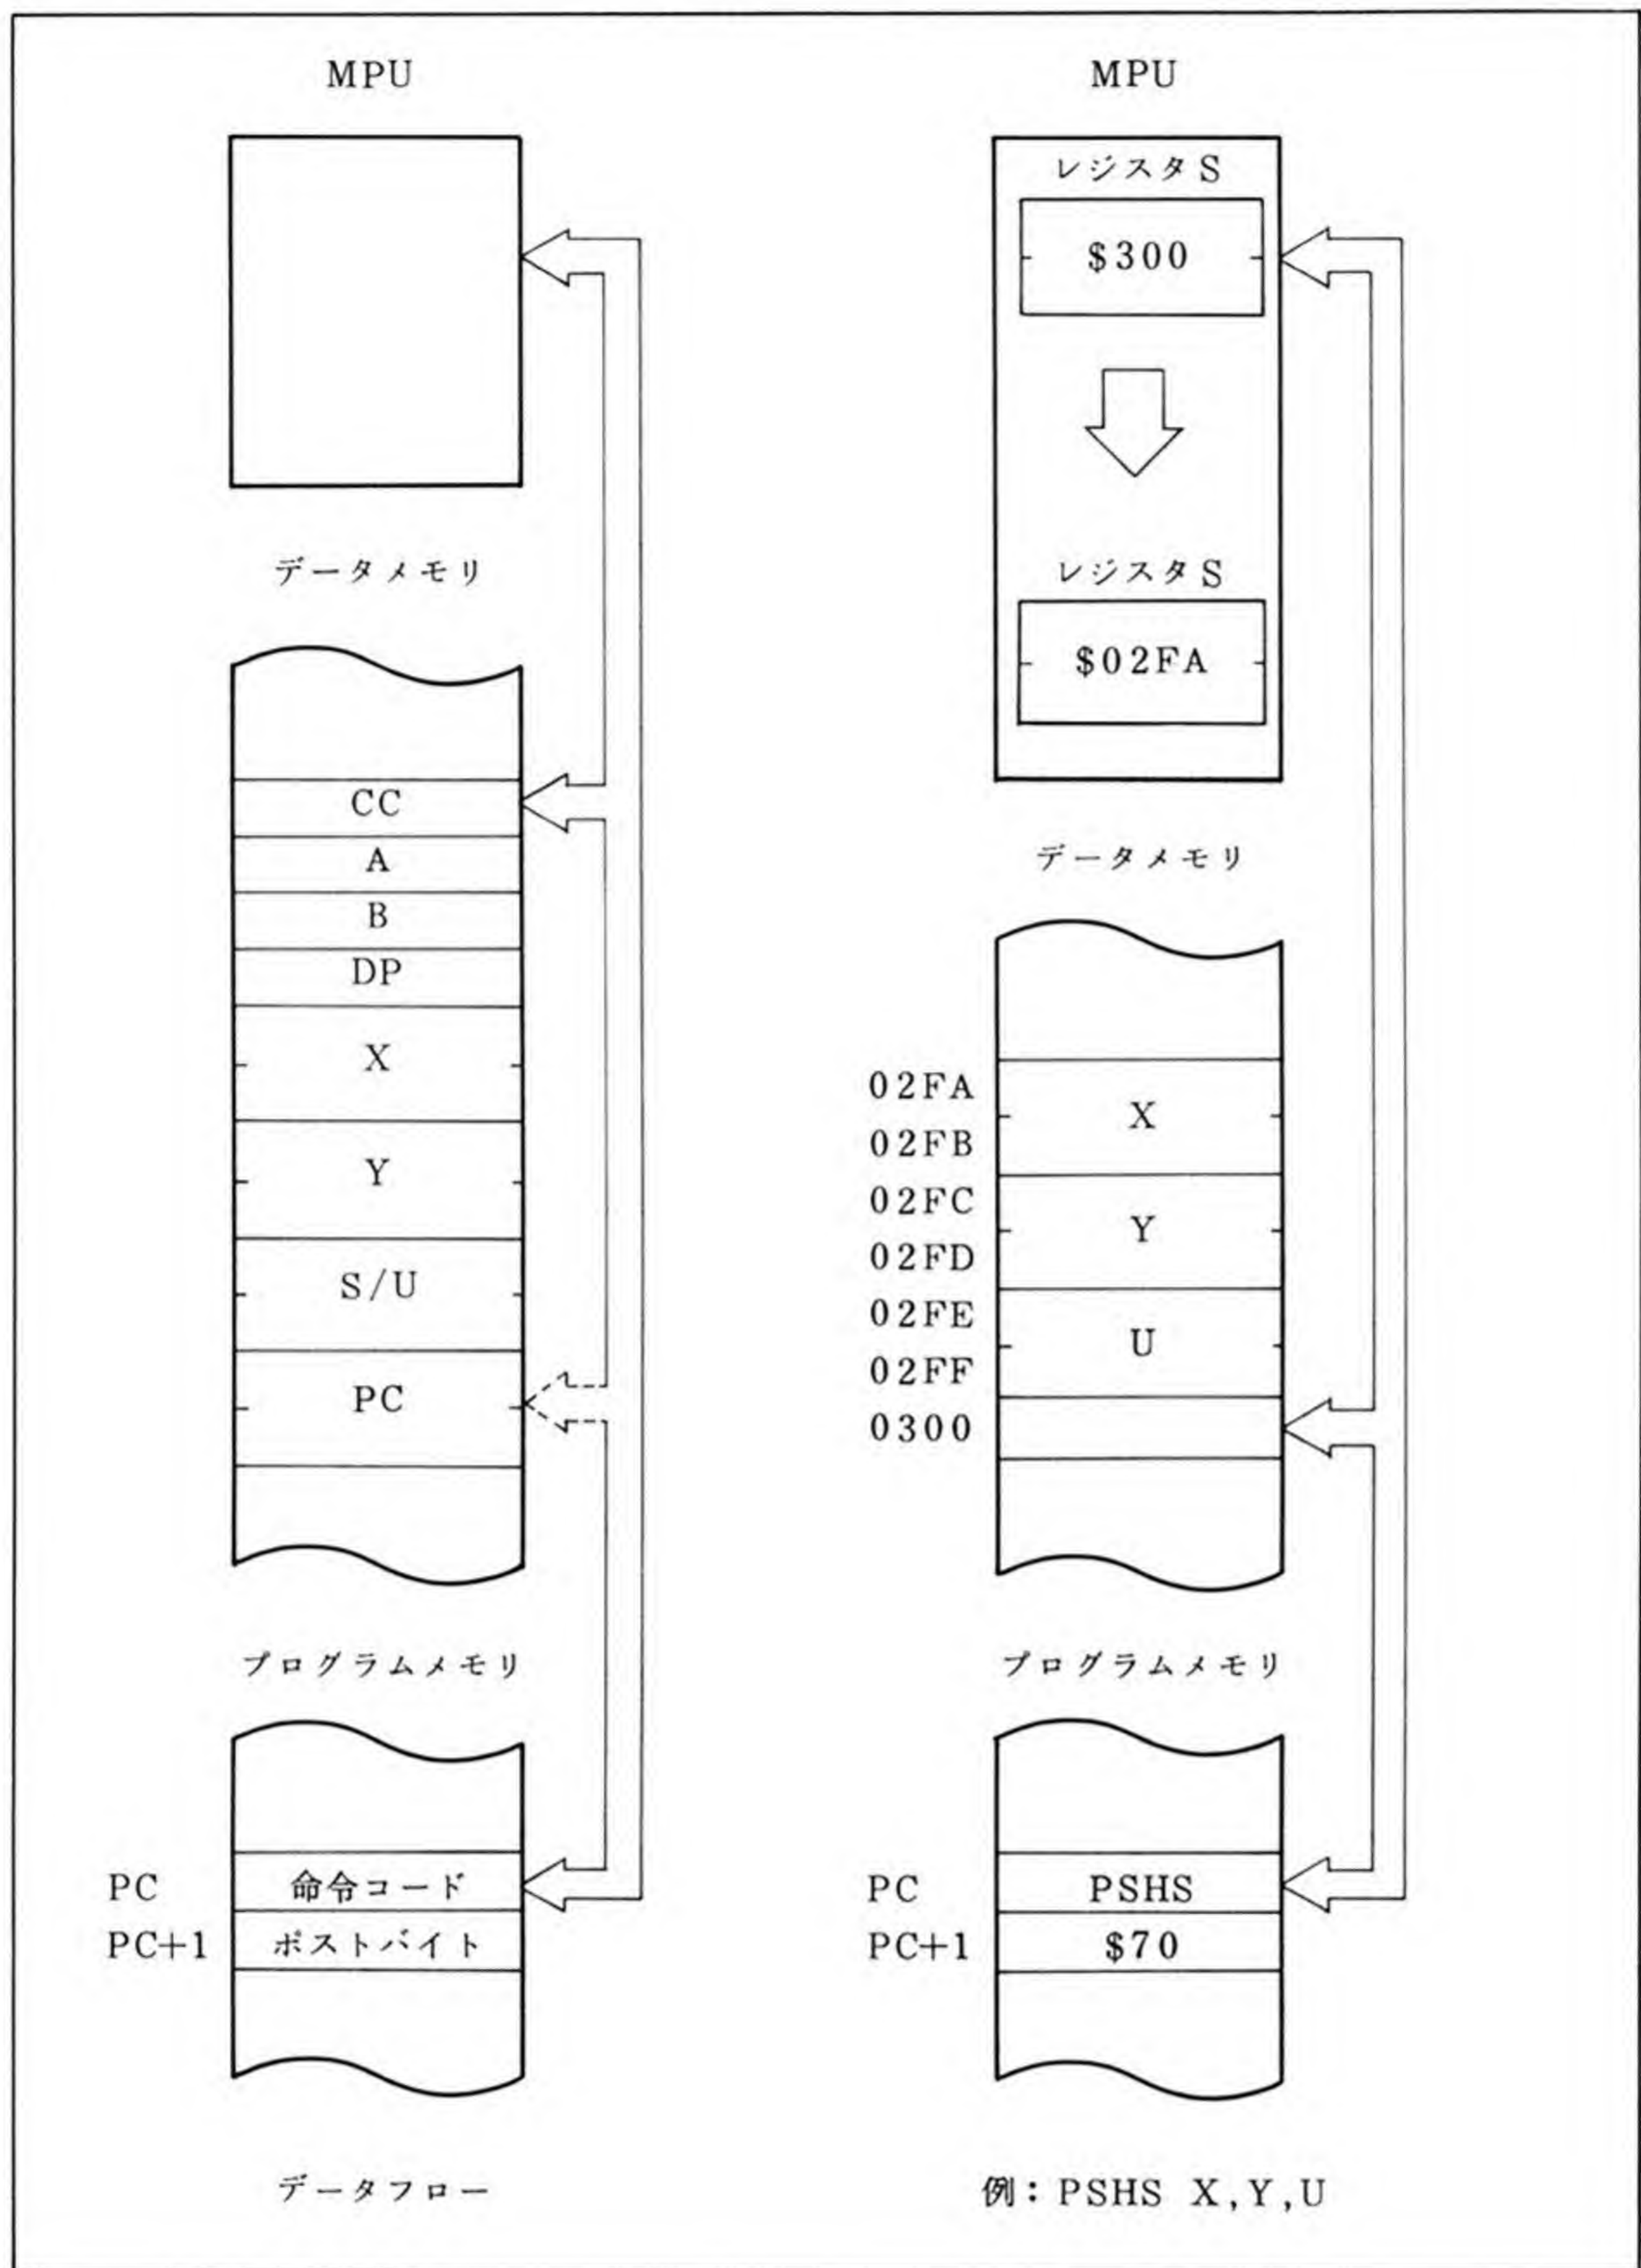 MPU
データメモリ
CC
A
B
DP
X
Y
S/U
PC
プログラムメモリ
PC 命令コード
PC+1 ポストバイト
データフロー
MPU
レジスタS
$300
レジスタS
$02FA
データメモリ
02FA
X
02FB
02FC
Y
02FD
02FE
U
02FF
0300
プログラムメモリ
PC PSHS
PC+1 $70
例：PSHS X,Y,U